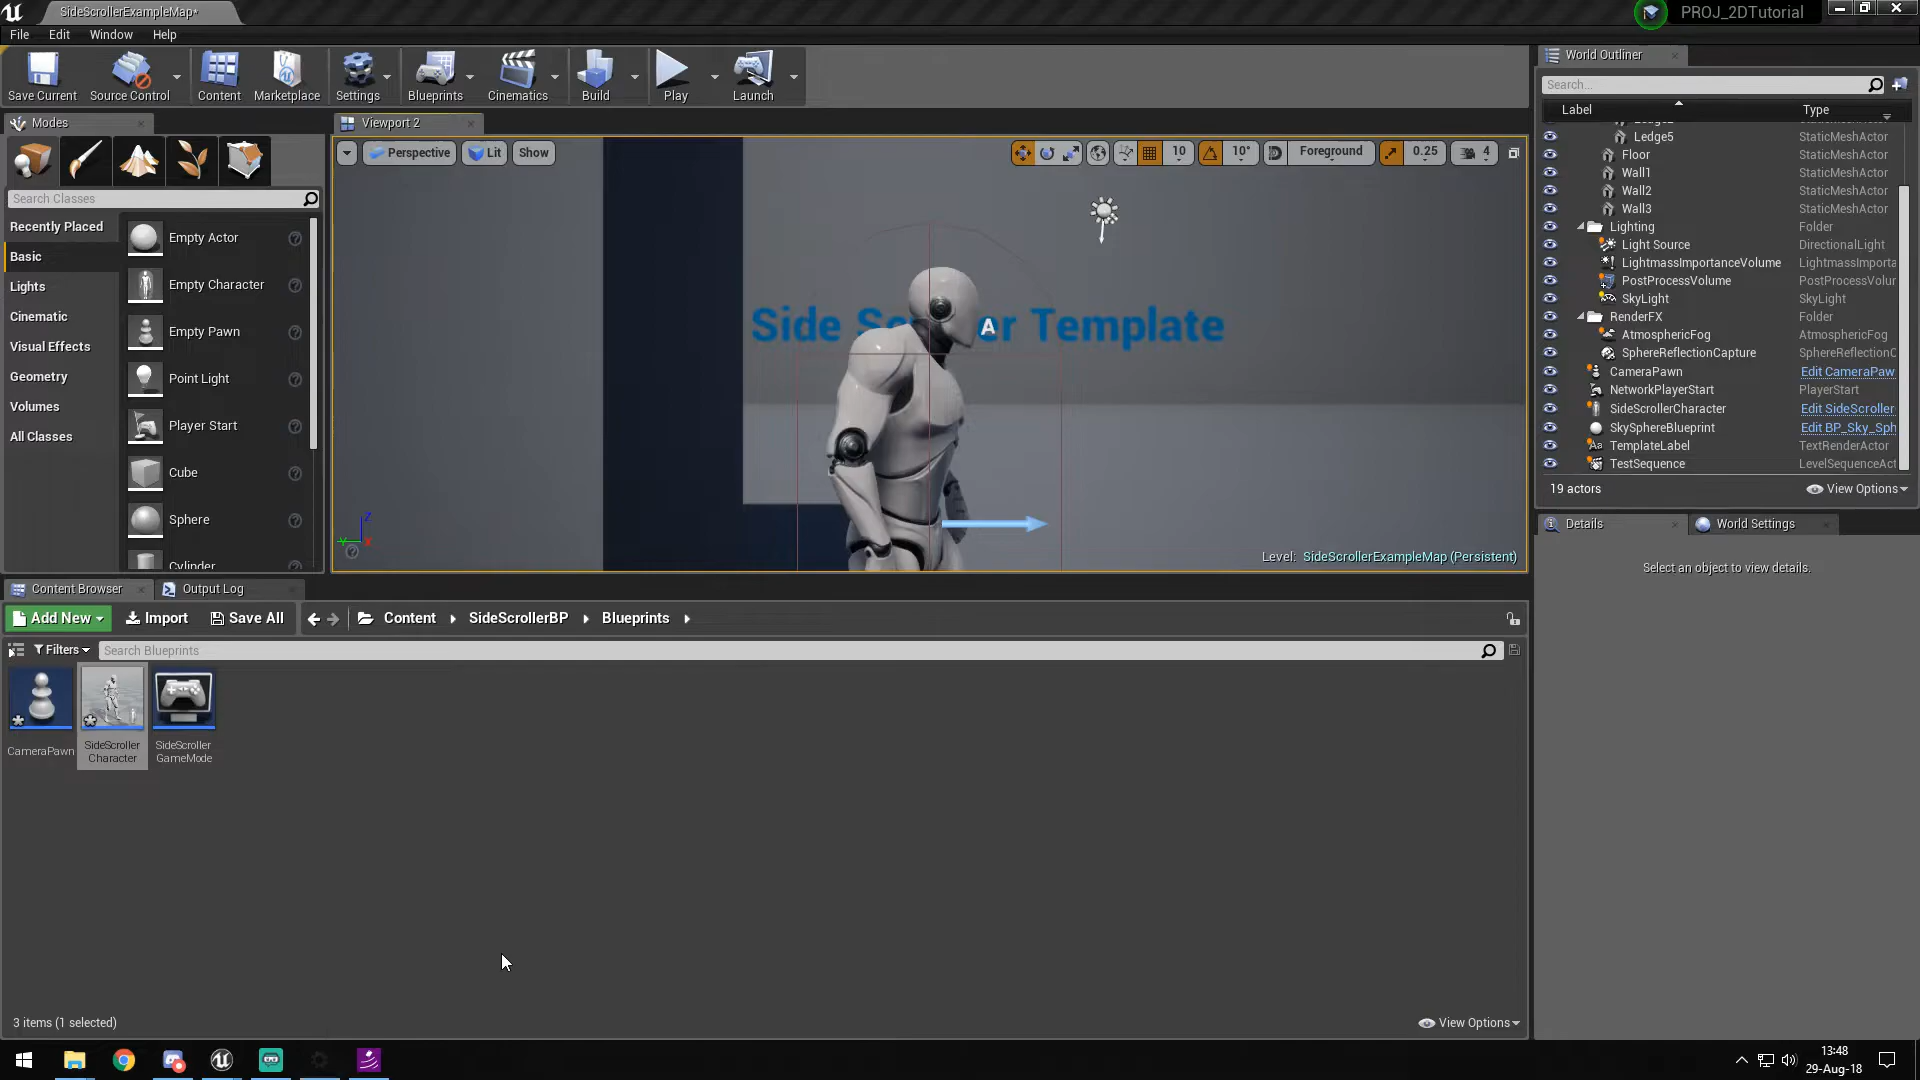 SideScrollerExampleMap*
PROJ_2DTutorial
File Edit Window Help
Save Current Source Control Content Marketplace Settings Blueprints Cinematics Build Play Launch
Modes
Search Classes
Recently Placed
Basic
Lights
Cinematic
Visual Effects
Geometry
Volumes
All Classes
Empty Actor
Empty Character
Empty Pawn
Point Light
Player Start
Cube
Sphere
Cylinder
Viewport 2
Perspective Lit Show
10 10° Foreground 0.25 4
Side Template
A
Z
Y X
Level: SideScrollerExampleMap (Persistent)
World Outliner
Search...
Label Type
Ledge5 StaticMeshActor
Floor StaticMeshActor
Wall1 StaticMeshActor
Wall2 StaticMeshActor
Wall3 StaticMeshActor
Lighting Folder
Light Source DirectionalLight
LightmassImportanceVolume LightmassImporta
PostProcessVolume PostProcessVolur
SkyLight SkyLight
RenderFX Folder
AtmosphericFog AtmosphericFog
SphereReflectionCapture SphereReflectionC
CameraPawn Edit CameraPaw
NetworkPlayerStart PlayerStart
SideScrollerCharacter Edit SideScroller
SkySphereBlueprint Edit BP_Sky_Sph
TemplateLabel TextRenderActor
TestSequence LevelSequenceAct
19 actors View Options
Details World Settings
Select an object to view details.
Content Browser Output Log
Add New Import Save All Content SideScrollerBP Blueprints
Filters Search Blueprints
CameraPawn
SideScroller
Character
SideScroller
GameMode
3 items (1 selected)
View Options
13:48
29-Aug-18